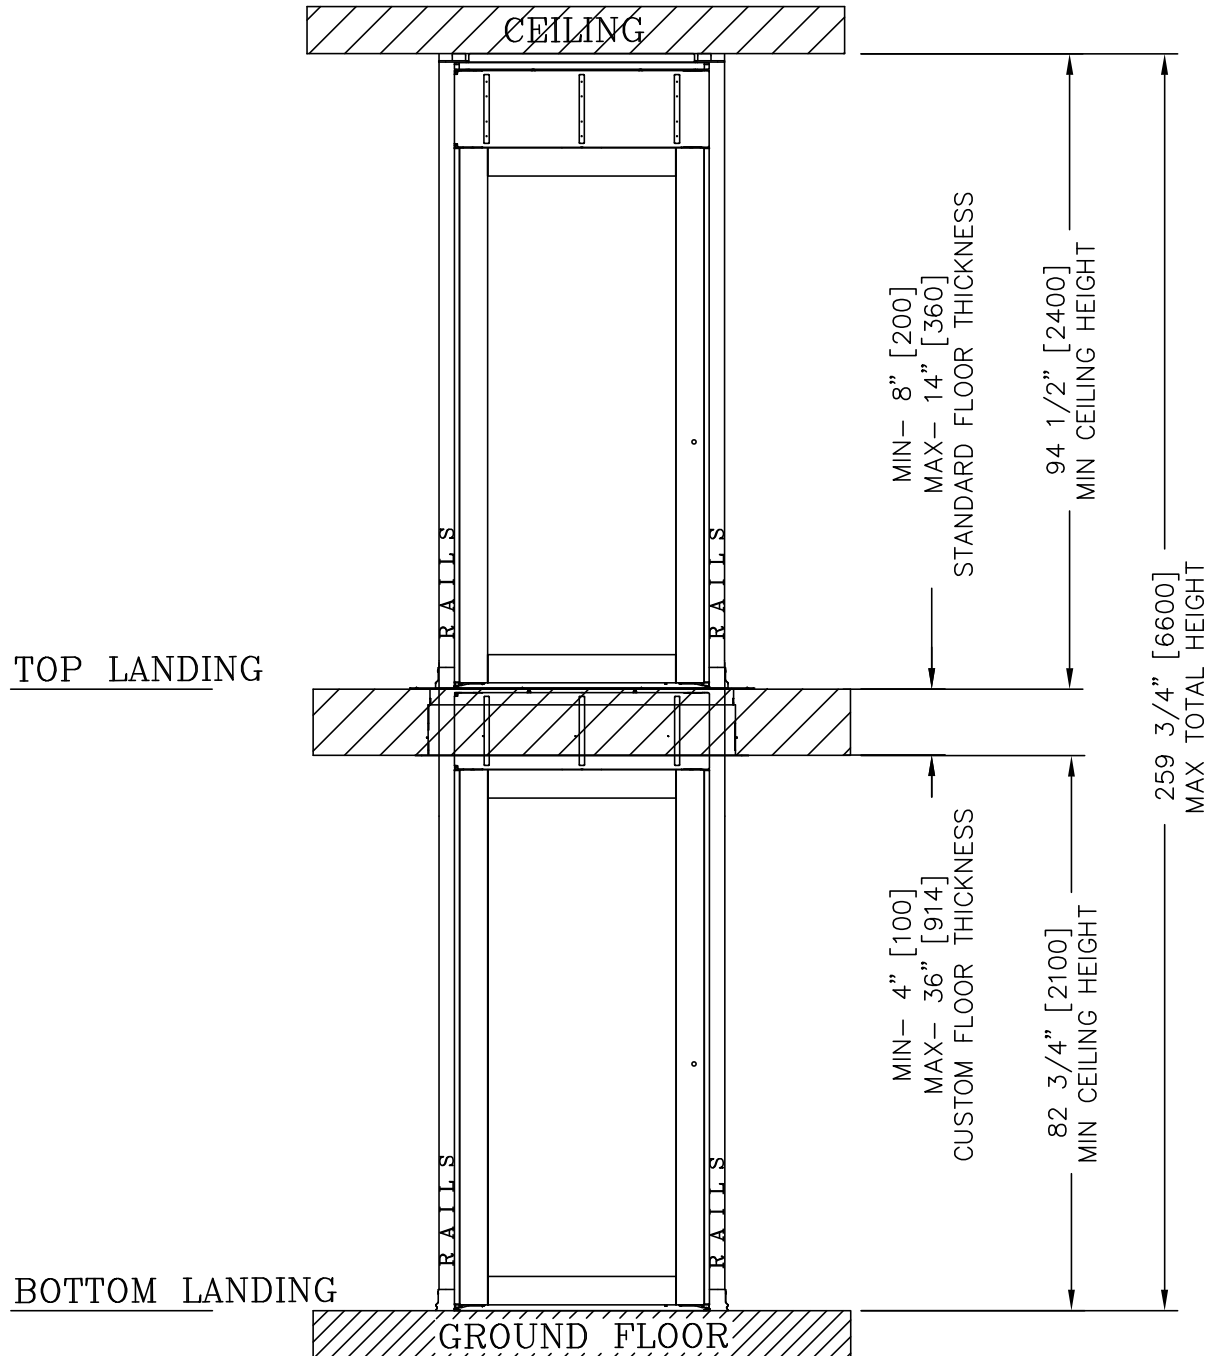 CEILING
MIN- 8" [200]
MAX- 14" [360]
STANDARD FLOOR THICKNESS
94 1/2" [2400]
MIN CEILING HEIGHT
RAILS
RAILS
TOP LANDING
259 3/4" [6600]
MAX TOTAL HEIGHT
MIN- 4" [100]
MAX- 36" [914]
CUSTOM FLOOR THICKNESS
82 3/4" [2100]
MIN CEILING HEIGHT
RAILS
RAILS
BOTTOM LANDING
GROUND FLOOR